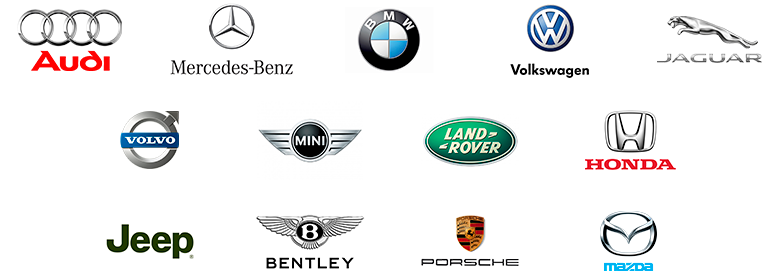 Audi
Mercedes-Benz
BMW
Volkswagen
JAGUAR
VOLVO
MINI
LAND
ROVER
HONDA
Jeep®
B
BENTLEY
PORSCHE
mazda